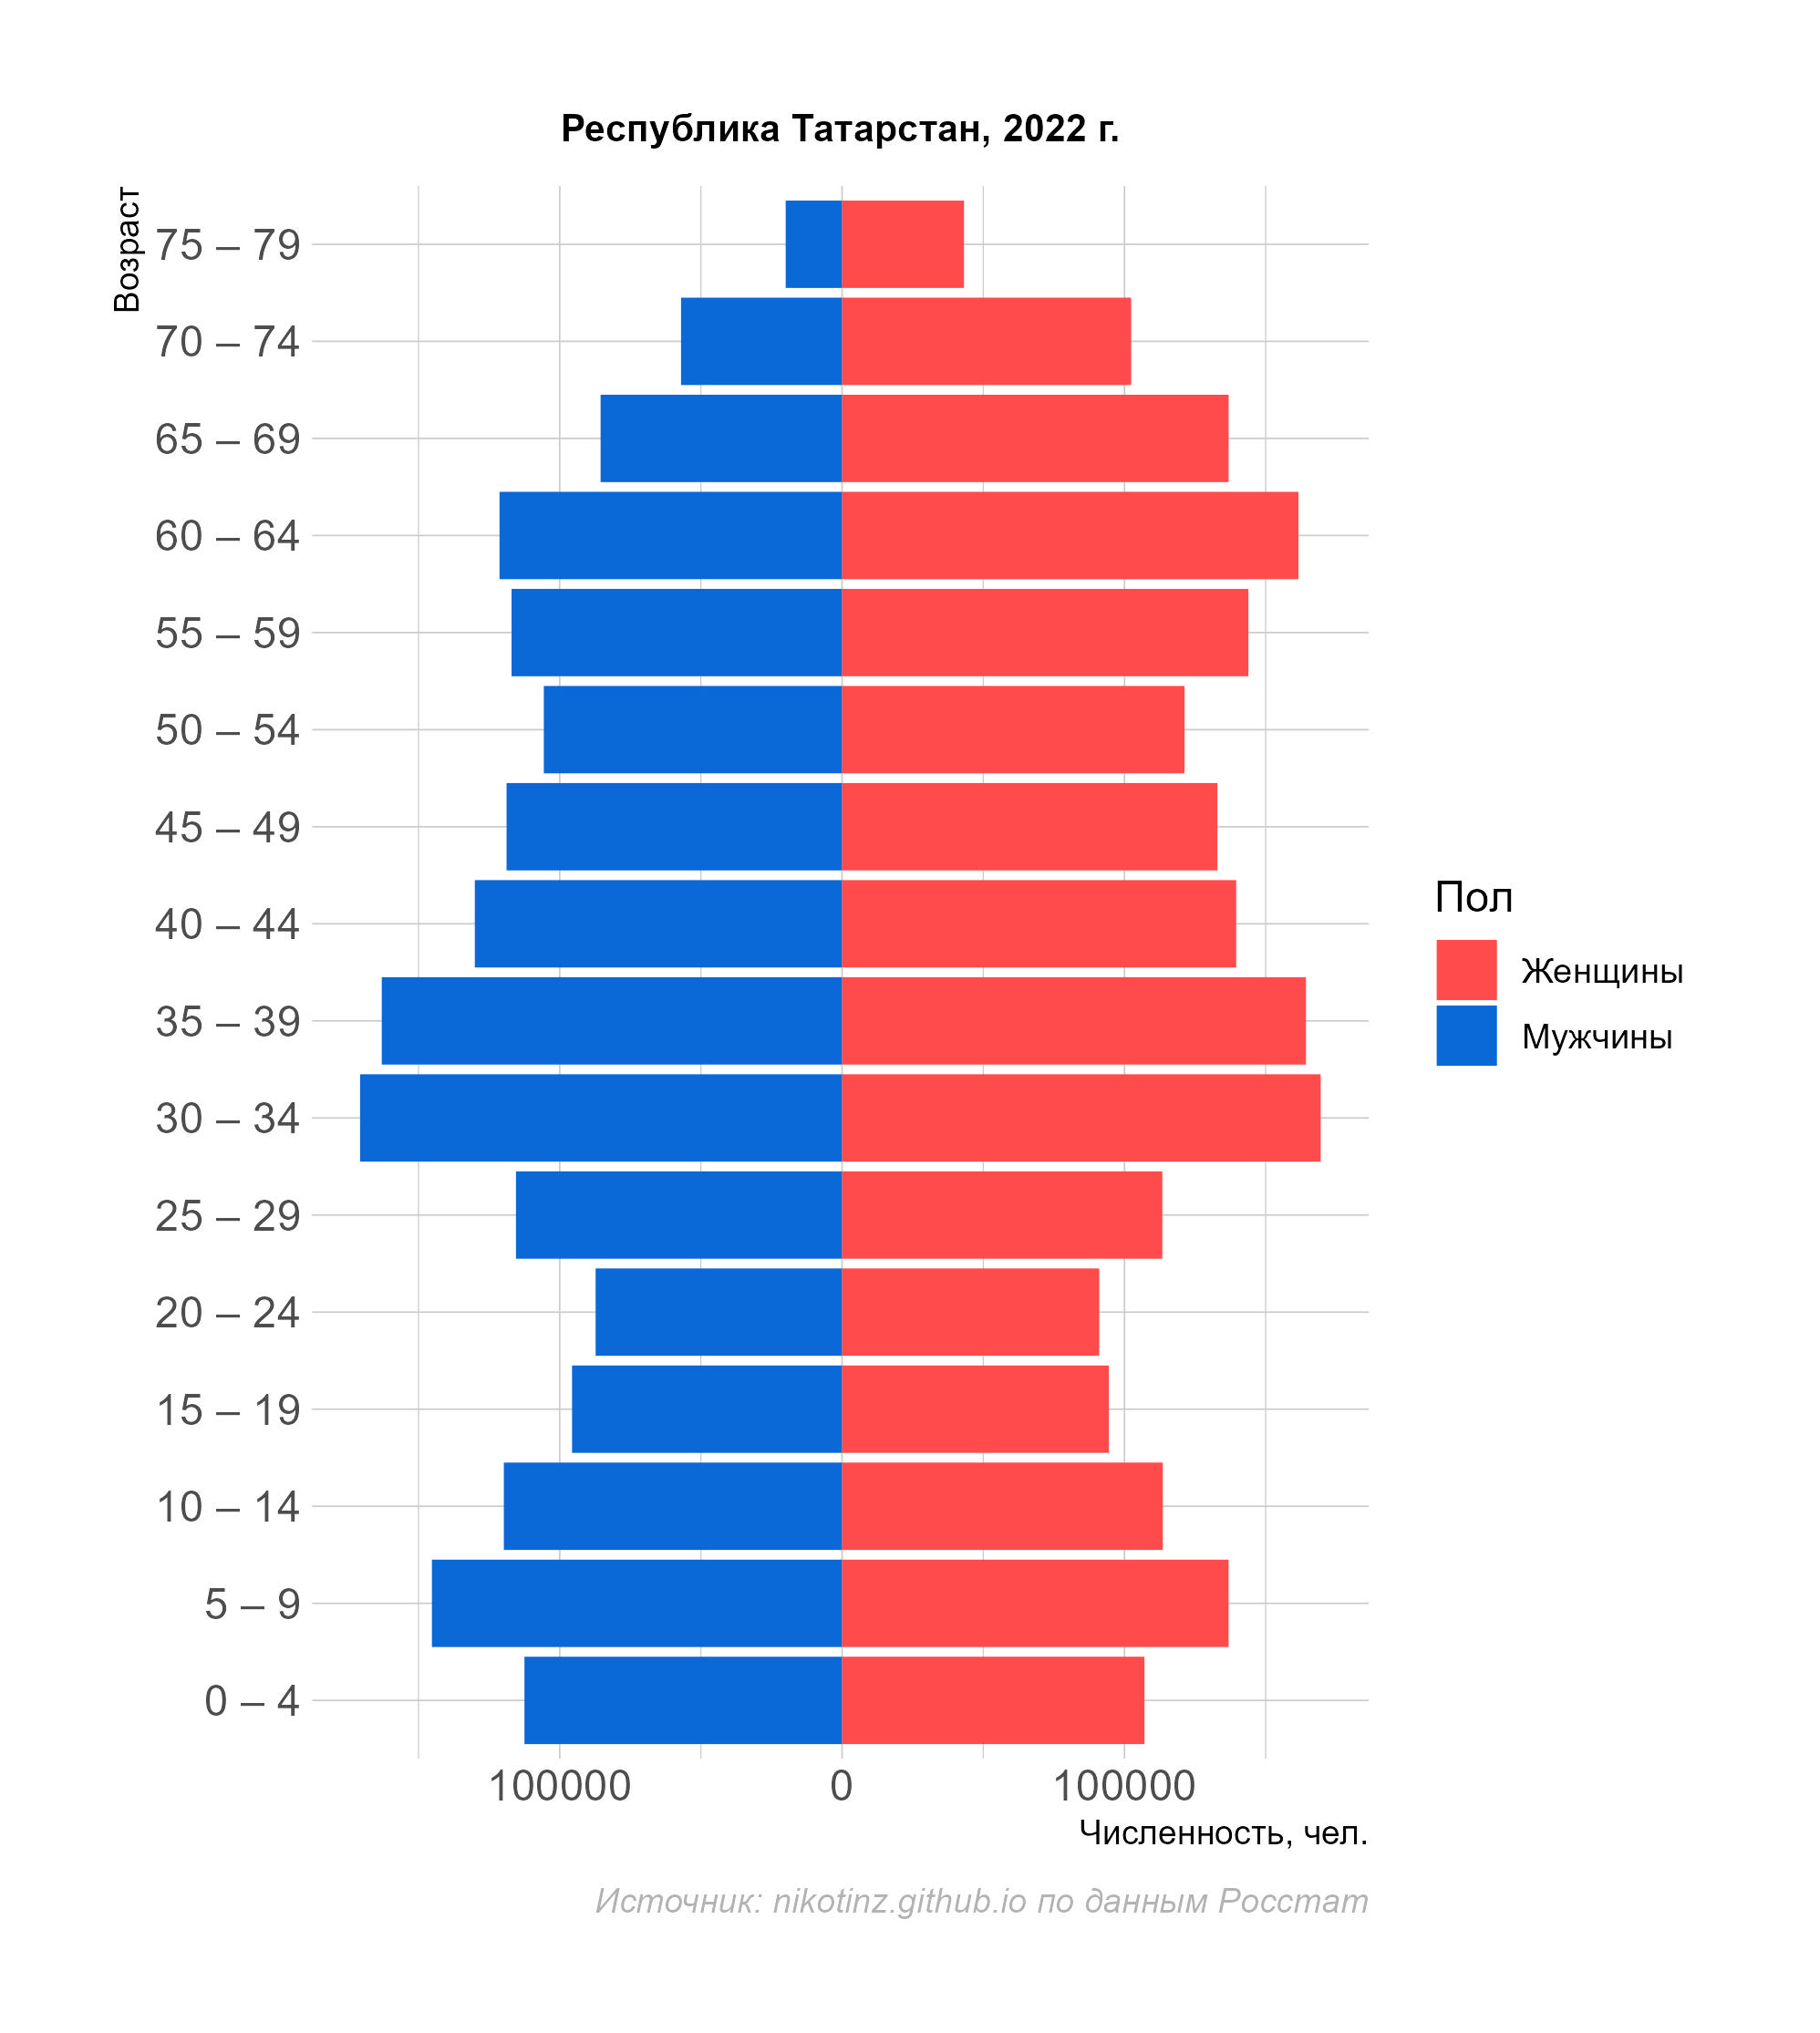 Республика Татарстан, 2022 г.
Возраст
75 – 79
70 – 74
65 – 69
60 – 64
55 – 59
50 – 54
45 – 49
40 – 44
35 – 39
30 – 34
25 – 29
20 – 24
15 – 19
10 – 14
5 – 9
0 – 4
100000 0 100000
Численность, чел.
Пол
Женщины
Мужчины
Источник: nikotinz.github.io по данным Росстат